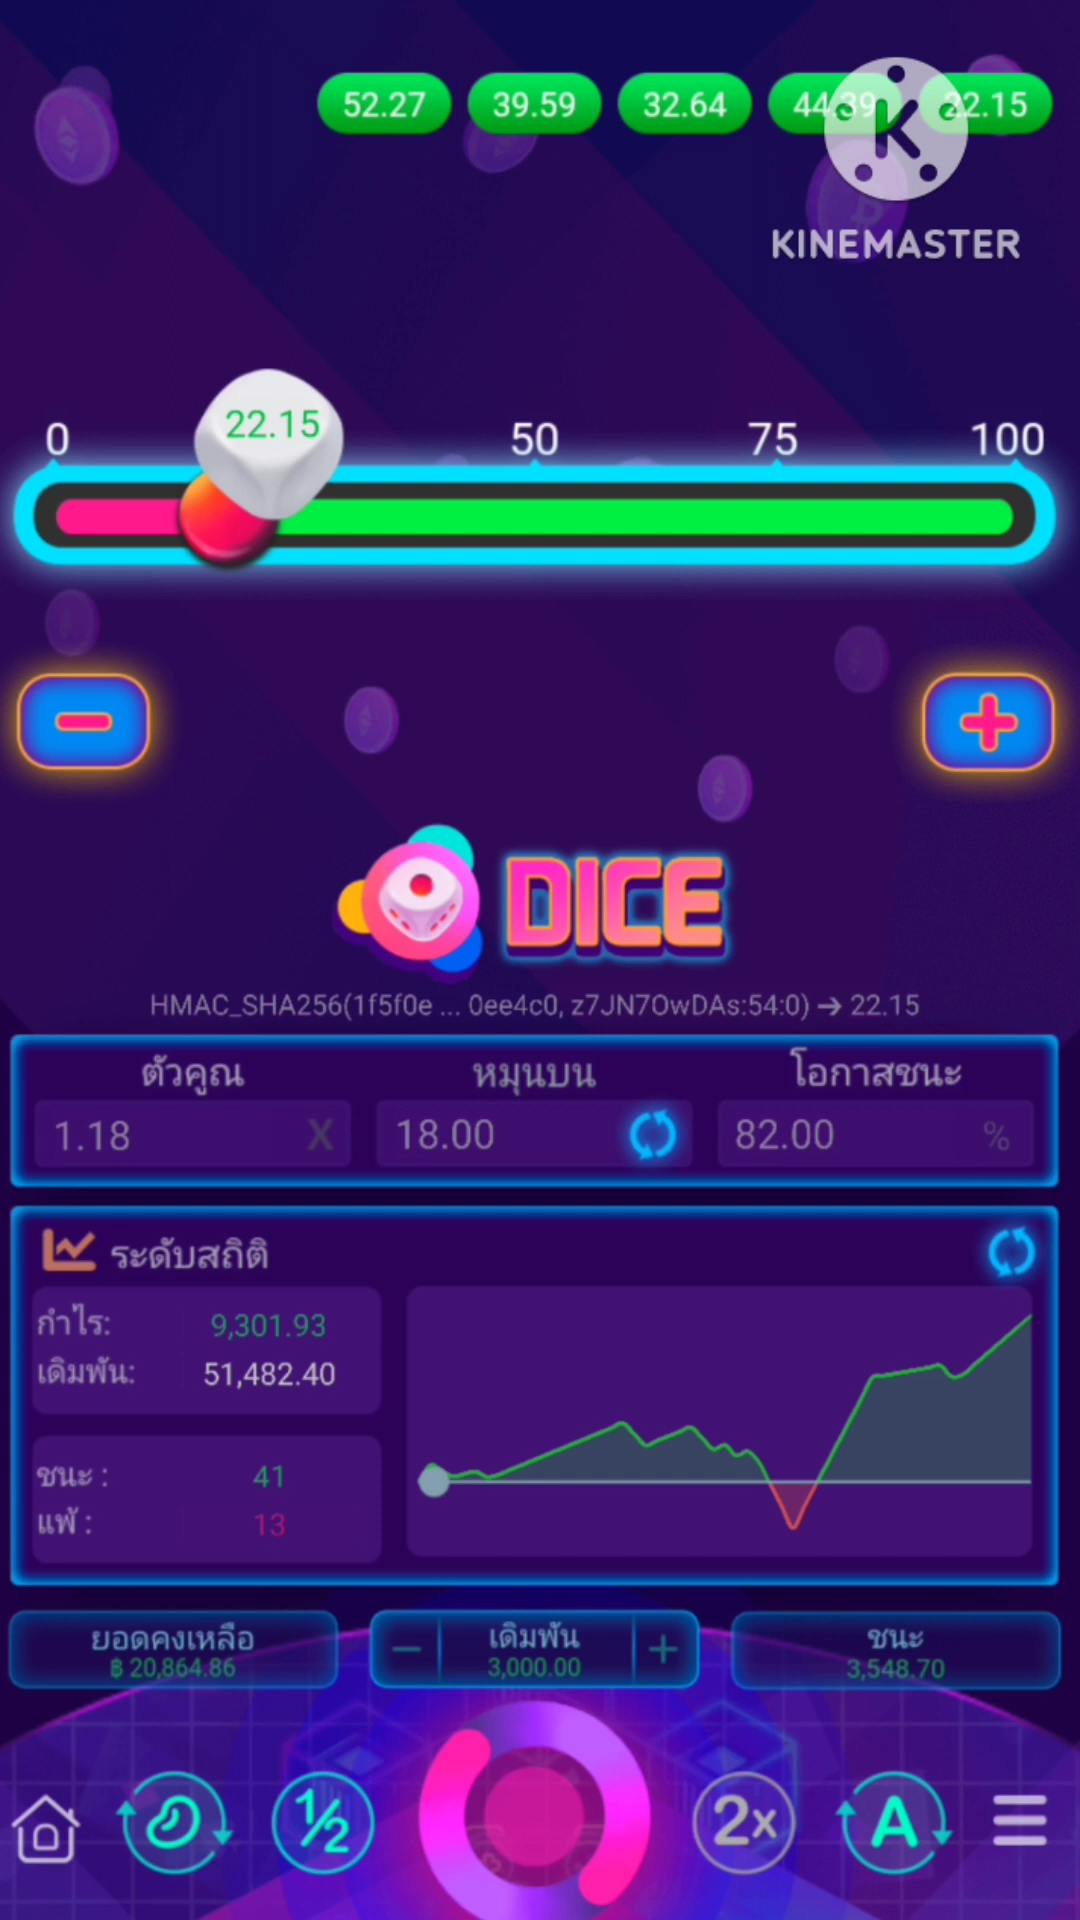 52.27 39.59 32.64 44.39 22.15
KINEMASTER
22.15
0 50 75 100
DICE
HMAC_SHA256(1f5f0e ... 0ee4c0, z7JN7OwDAs:54:0) → 22.15
ตัวคูณ หมุนบน โอกาสชนะ
1.18 X 18.00 82.00 %
ระดับสถิติ
กำไร: 9,301.93
เดิมพัน: 51,482.40
ชนะ : 41
แพ้ : 13
ยอดคงเหลือ เดิมพัน ชนะ
฿ 20,864.86 3,000.00 3,548.70
½ 2x A